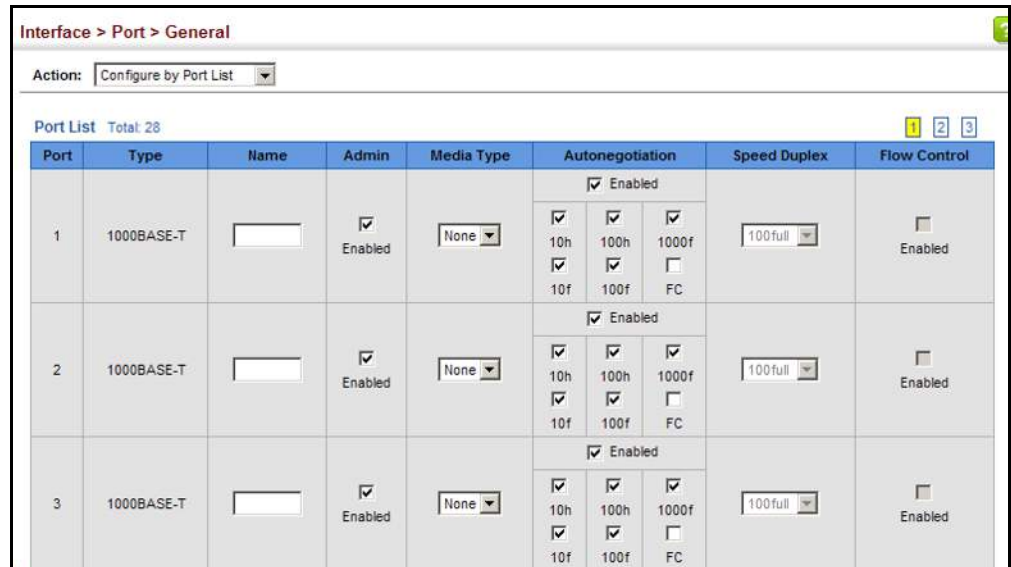 Interface > Port > General
?
Action: Configure by Port List
Port List Total: 28 1 2 3
Port Type Name Admin Media Type Autonegotiation Speed Duplex Flow Control
Enabled
1 1000BASE-T Enabled None 10h 100h 1000f 100full Enabled
10f 100f FC
Enabled
2 1000BASE-T Enabled None 10h 100h 1000f 100full Enabled
10f 100f FC
Enabled
3 1000BASE-T Enabled None 10h 100h 1000f 100full Enabled
10f 100f FC